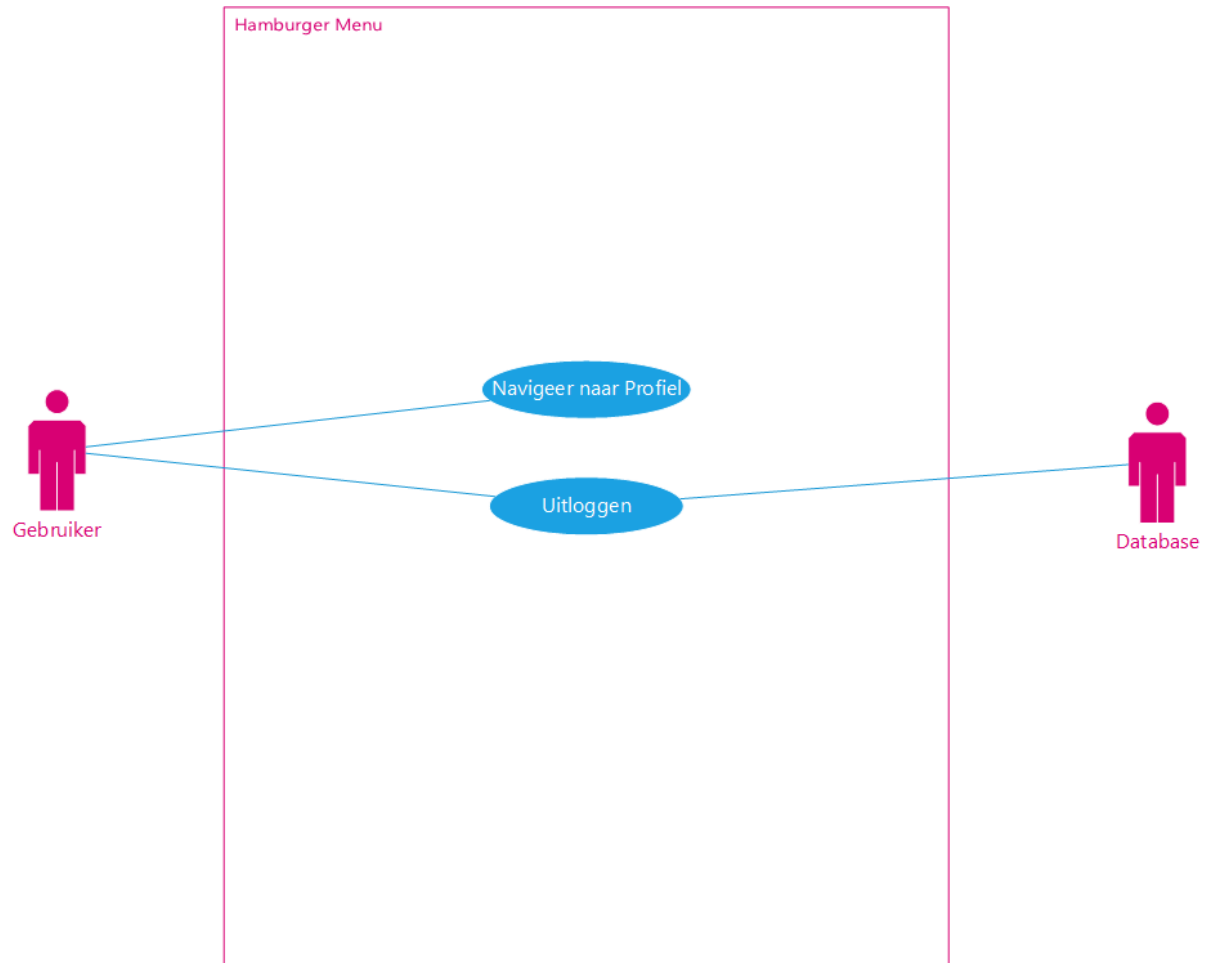 Hamburger Menu
Navigeer naar Profiel
Uitloggen
Gebruiker
Database